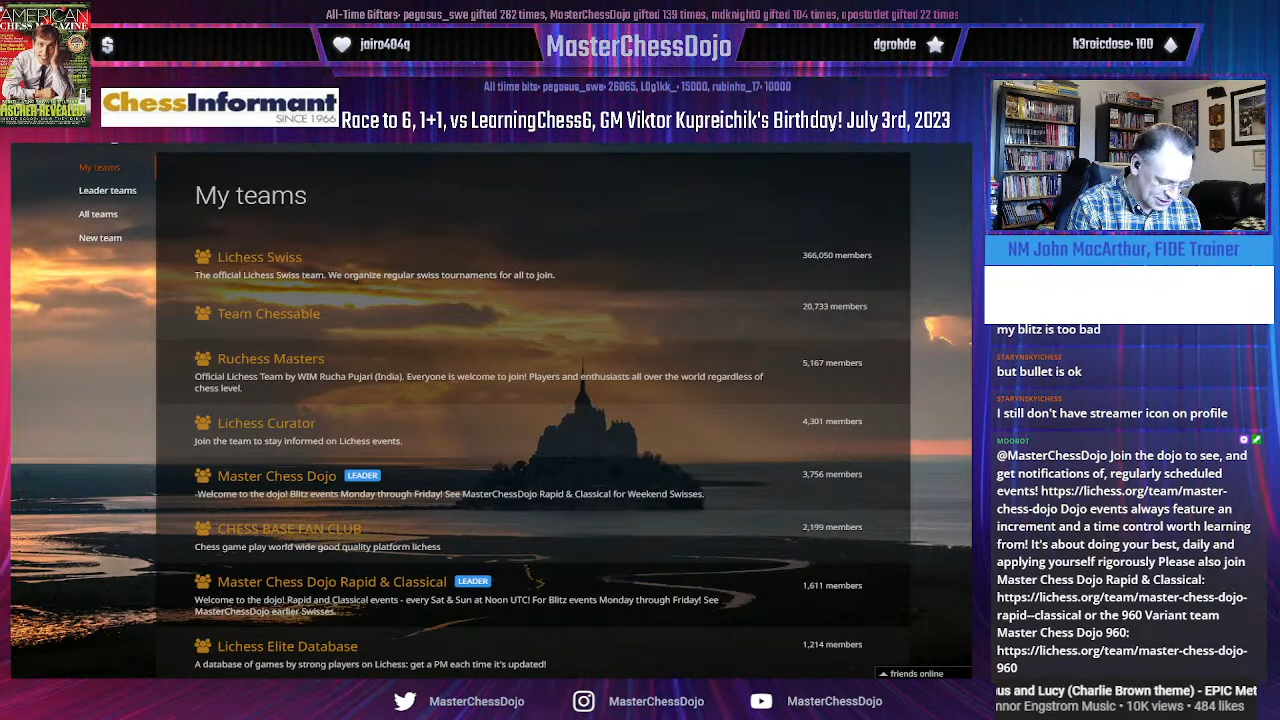 All-Time Gifters• pegasus_swe gifted 282 times, MasterChessDojo gifted 139 times, mdknight0 gifted 104 times, apostatlet gifted 22 times
AMERICAN
CHESS MAGAZINE
FISCHER REVEALED!
$
jairo404q
MasterChessDojo
dgrohde
h3roicdose• 100
All time bits• pegasus_swe• 26065, L0g1kk_• 15000, rubinho_17• 10000
ChessInformant
SINCE 1966
Race to 6, 1+1, vs LearningChess6, GM Viktor Kupreichik's Birthday! July 3rd, 2023
My teams
Leader teams
All teams
New team
My teams
Lichess Swiss
366,050 members
The official Lichess Swiss team. We organize regular swiss tournaments for all to join.
Team Chessable
20,733 members
Ruchess Masters
5,167 members
Official Lichess Team by WIM Rucha Pujari (India). Everyone is welcome to join! Players and enthusiasts all over the world regardless of
chess level.
Lichess Curator
4,301 members
Join the team to stay informed on Lichess events.
Master Chess Dojo LEADER
3,756 members
-Welcome to the dojo! Blitz events Monday through Friday! See MasterChessDojo Rapid & Classical for Weekend Swisses.
CHESS BASE FAN CLUB
2,199 members
Chess game play world wide good quality platform lichess
Master Chess Dojo Rapid & Classical LEADER
1,611 members
Welcome to the dojo! Rapid and Classical events - every Sat & Sun at Noon UTC! For Blitz events Monday through Friday! See
MasterChessDojo earlier Swisses.
Lichess Elite Database
1,214 members
A database of games by strong players on Lichess: get a PM each time it's updated!
friends online
NM John MacArthur, FIDE Trainer
my blitz is too bad
STARYNSKYICHESS
but bullet is ok
STARYNSKYICHESS
I still don't have streamer icon on profile
MOOBOT
@MasterChessDojo Join the dojo to see, and
get notifications of, regularly scheduled
events! https://lichess.org/team/master-
chess-dojo Dojo events always feature an
increment and a time control worth learning
from! It's about doing your best, daily and
applying yourself rigorously Please also join
Master Chess Dojo Rapid & Classical:
https://lichess.org/team/master-chess-dojo-
rapid--classical or the 960 Variant team
Master Chess Dojo 960:
https://lichess.org/team/master-chess-dojo-
960
us and Lucy (Charlie Brown theme) - EPIC Met
nnor Engstrom Music • 10K views • 484 likes
MasterChessDojo
MasterChessDojo
MasterChessDojo